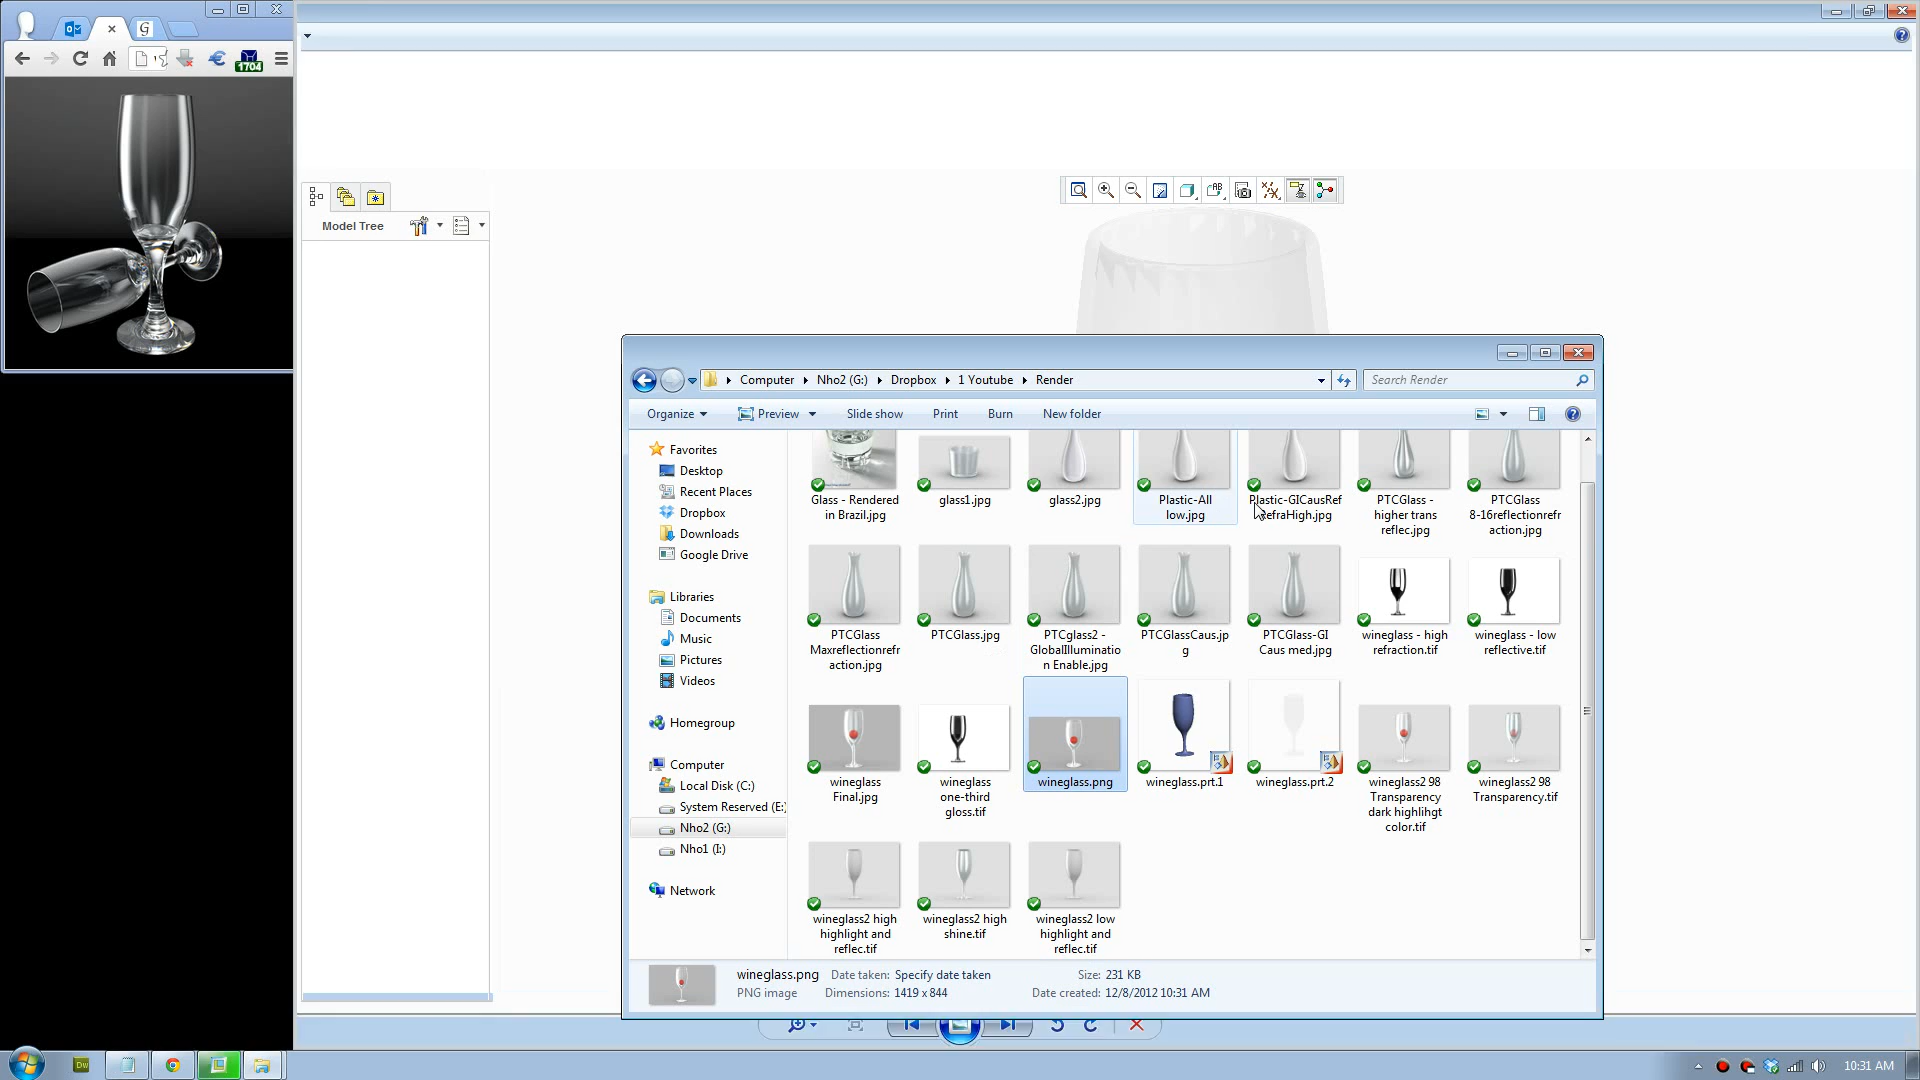 G
1704
Model Tree
Computer
Nho2 (G:)
Dropbox
1 Youtube
Render
Search Render
Organize
Preview
Slide show
Print
Burn
New folder
Favorites
Desktop
Recent Places
Dropbox
Downloads
Google Drive
Libraries
Documents
Music
Pictures
Videos
Homegroup
Computer
Local Disk (C:)
System Reserved (E:)
Nho2 (G:)
Nho1 (I:)
Network
Glass - Rendered
in Brazil.jpg
glass1.jpg
glass2.jpg
Plastic-All
low.jpg
Plastic-GICausRef
RefraHigh.jpg
PTCGlass -
higher trans
reflec.jpg
PTCGlass
8-16reflectionrefr
action.jpg
PTCGlass
Maxreflectionrefr
action.jpg
PTCGlass.jpg
PTCglass2 -
GlobalIlluminatio
n Enable.jpg
PTCGlassCaus.jp
g
PTCGlass-GI
Caus med.jpg
wineglass - high
refraction.tif
wineglass - low
reflective.tif
wineglass
Final.jpg
wineglass
one-third
gloss.tif
wineglass.png
wineglass.prt.1
wineglass.prt.2
wineglass2 98
Transparency
dark highlihgt
color.tif
wineglass2 98
Transparency.tif
wineglass2 high
highlight and
reflec.tif
wineglass2 high
shine.tif
wineglass2 low
highlight and
reflec.tif
wineglass.png
Date taken: Specify date taken
Size: 231 KB
PNG image
Dimensions: 1419 x 844
Date created: 12/8/2012 10:31 AM
Dw
10:31 AM